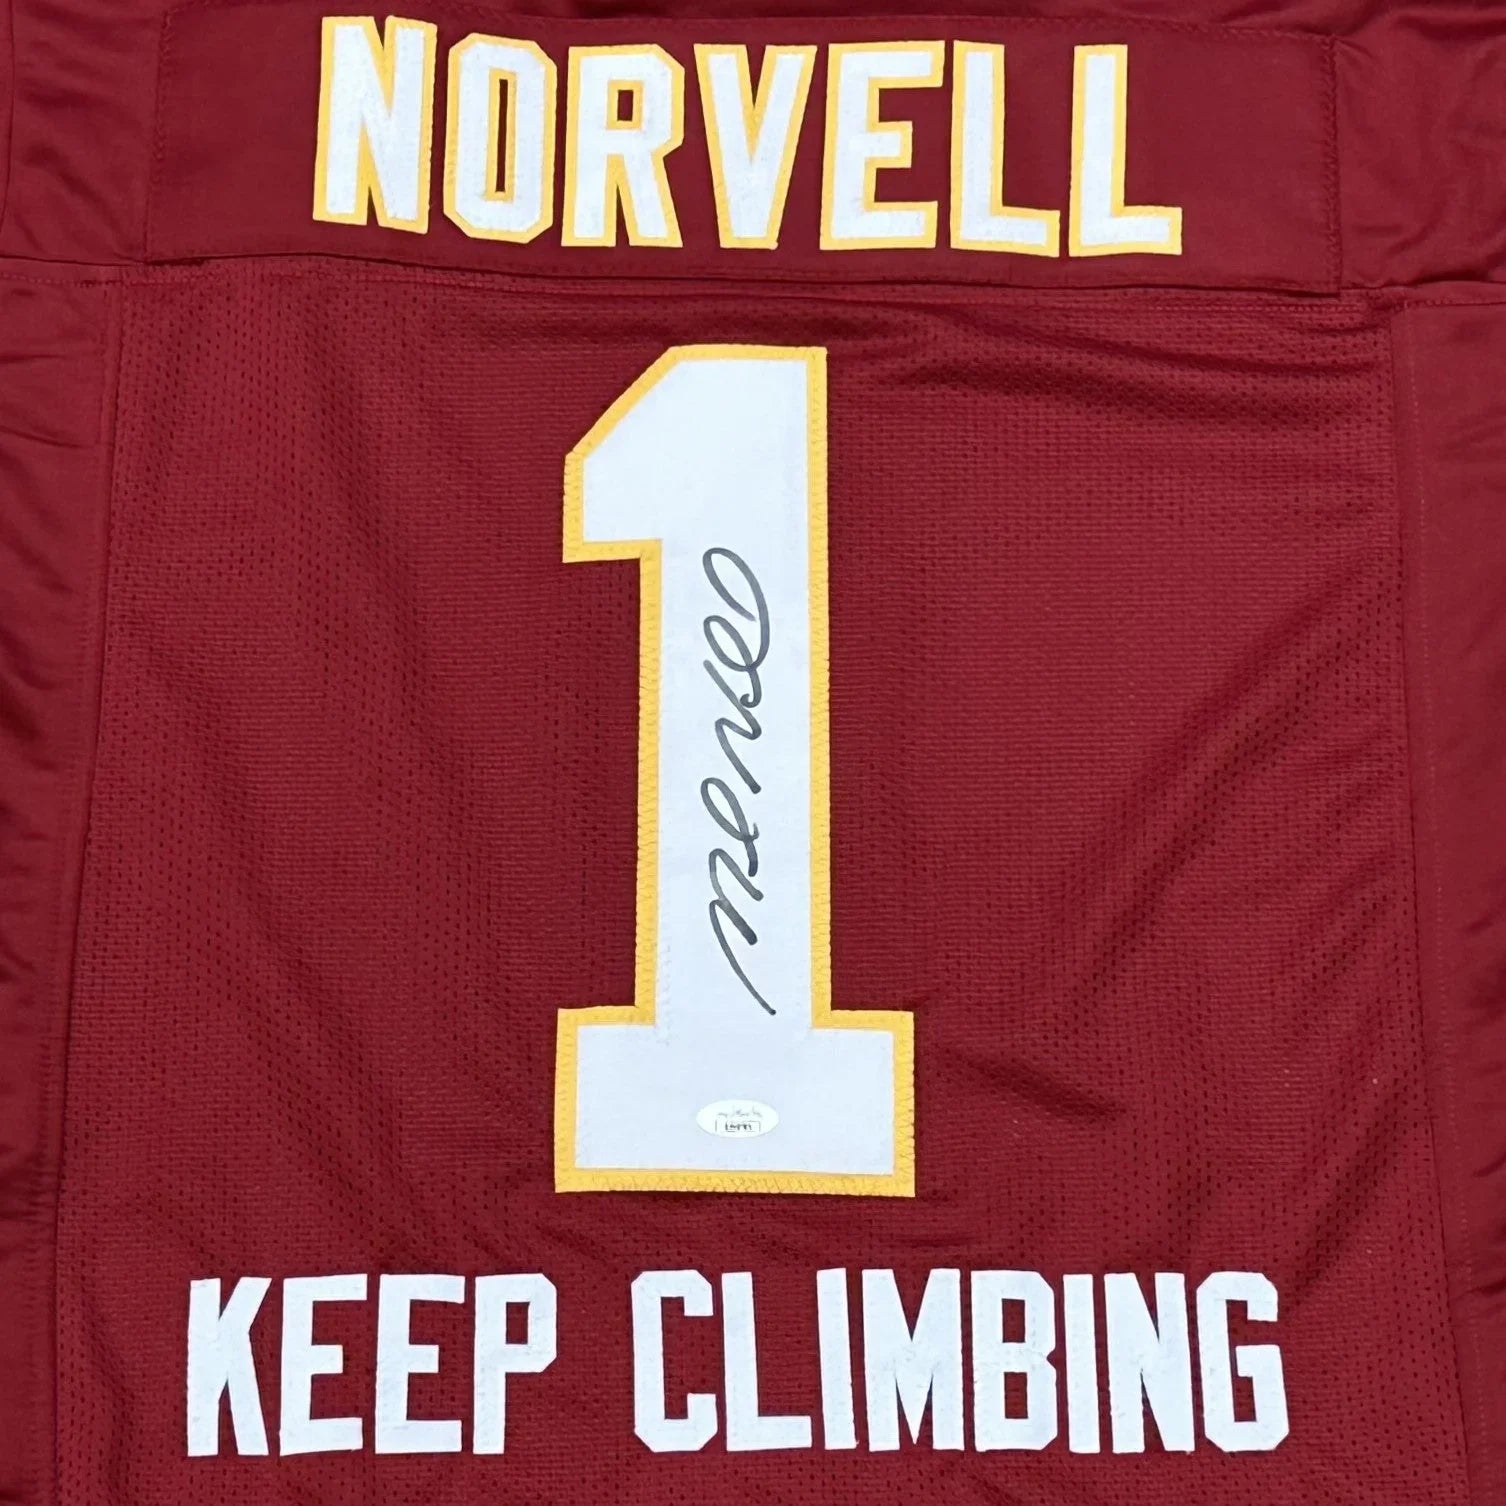 NORVELL
1
KEEP CLIMBING